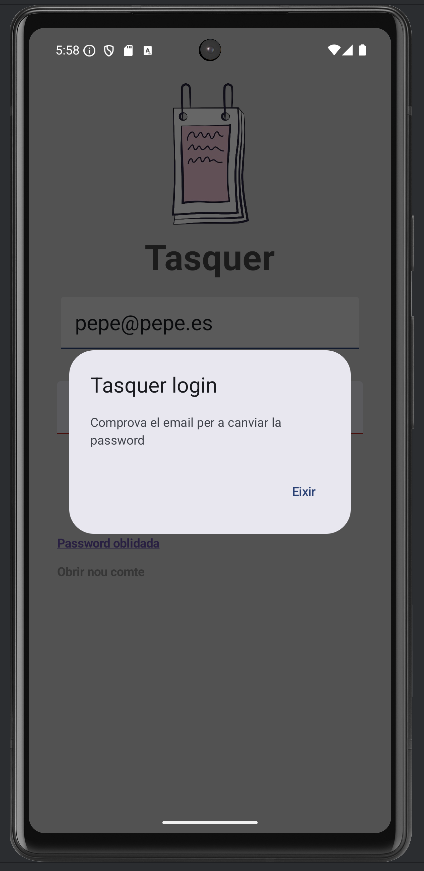 5:58
A
Tasquer
pepe@pepe.es
Tasquer login
Comprova el email per a canviar la
password
Eixir
Password oblidada
Obrir nou comte